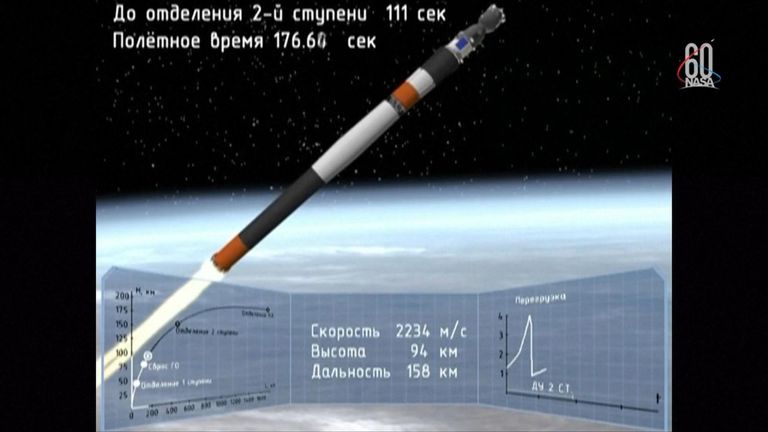 До отделения 2-й ступени 111 сек
Полётное время 176.60 сек
60
NASA
H, км
200
175
150
125
100
75
50
25
Отделение 2 ступени
Сброс ГО
Отделение 1 ступени
0 200 400 600 800 1000 1200 1400 1600
L, км
Скорость 2234 м/с
Высота 94 км
Дальность 158 км
Перегрузка
4
3
2
1
ДУ 2 СТ.
t